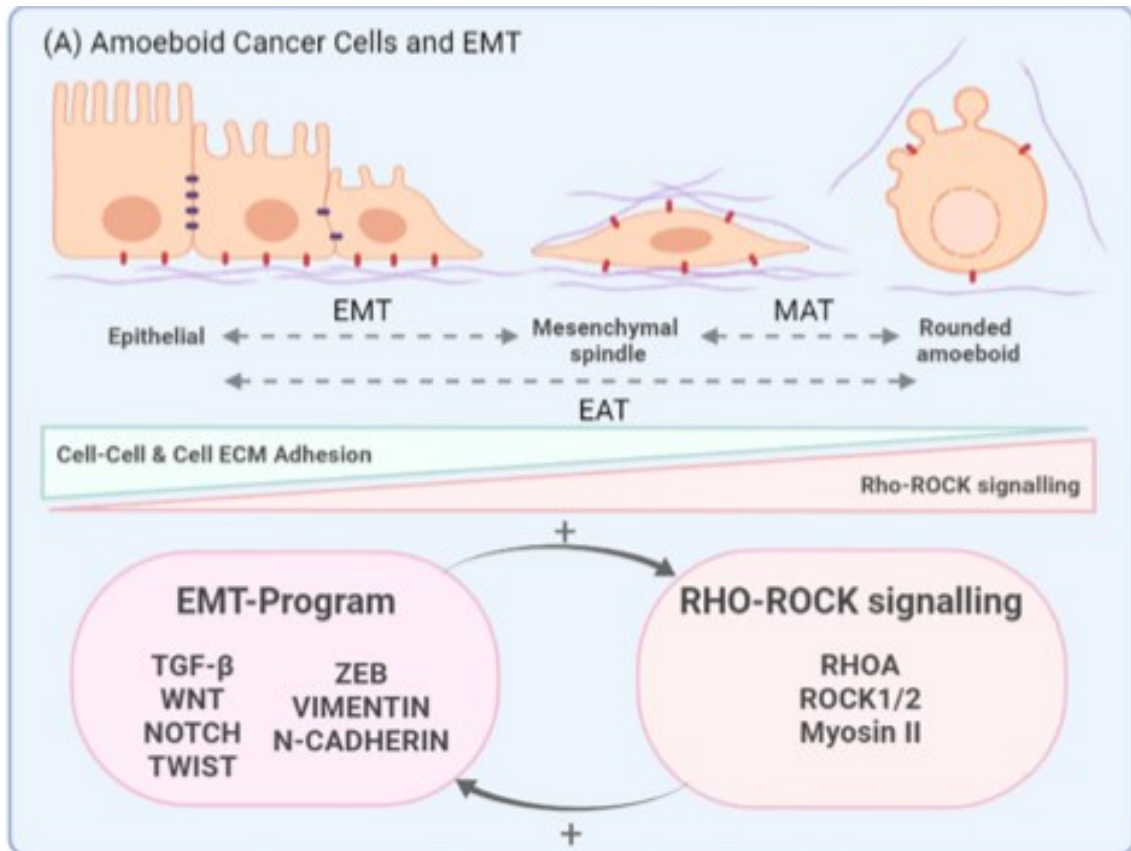 (A) Amoeboid Cancer Cells and EMT
EMT
MAT
Epithelial
Mesenchymal
spindle
Rounded
amoeboid
EAT
Cell-Cell & Cell ECM Adhesion
Rho-ROCK signalling
+
EMT-Program
TGF-β
WNT
NOTCH
TWIST
ZEB
VIMENTIN
N-CADHERIN
RHO-ROCK signalling
RHOA
ROCK1/2
Myosin II
+